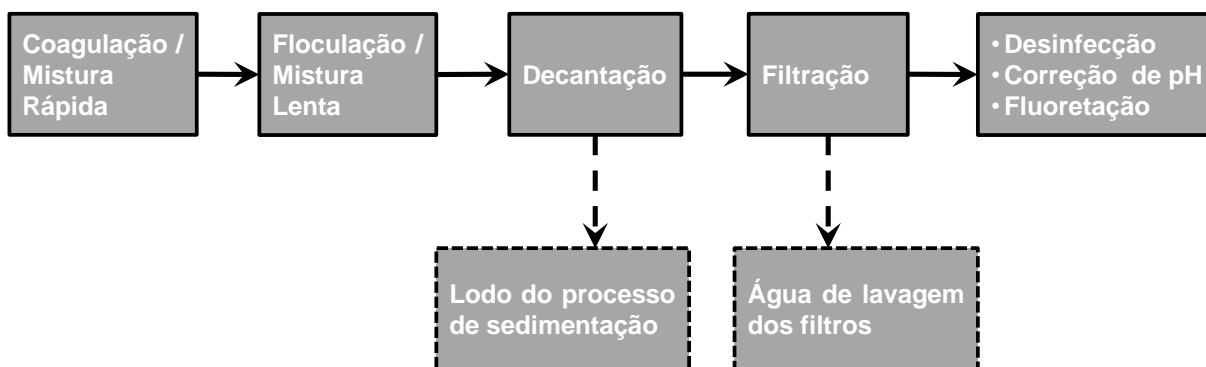 Coagulação /
Mistura
Rápida
Floculação /
Mistura
Lenta
Decantação
Filtração
• Desinfecção
• Correção de pH
• Fluoretação
Lodo do processo
de sedimentação
Água de lavagem
dos filtros